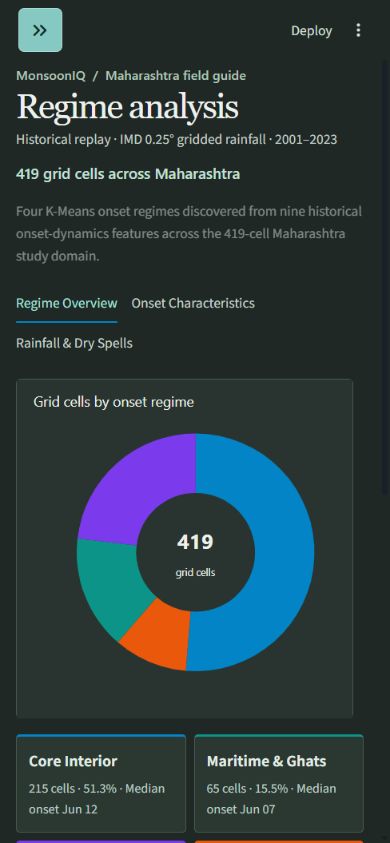 Deploy
MonsoonIQ / Maharashtra field guide
Regime analysis
Historical replay · IMD 0.25° gridded rainfall · 2001–2023
419 grid cells across Maharashtra
Four K-Means onset regimes discovered from nine historical
onset-dynamics features across the 419-cell Maharashtra
study domain.
Regime Overview Onset Characteristics
Rainfall & Dry Spells
Grid cells by onset regime
419
grid cells
Core Interior
215 cells · 51.3% · Median
onset Jun 12
Maritime & Ghats
65 cells · 15.5% · Median
onset Jun 07